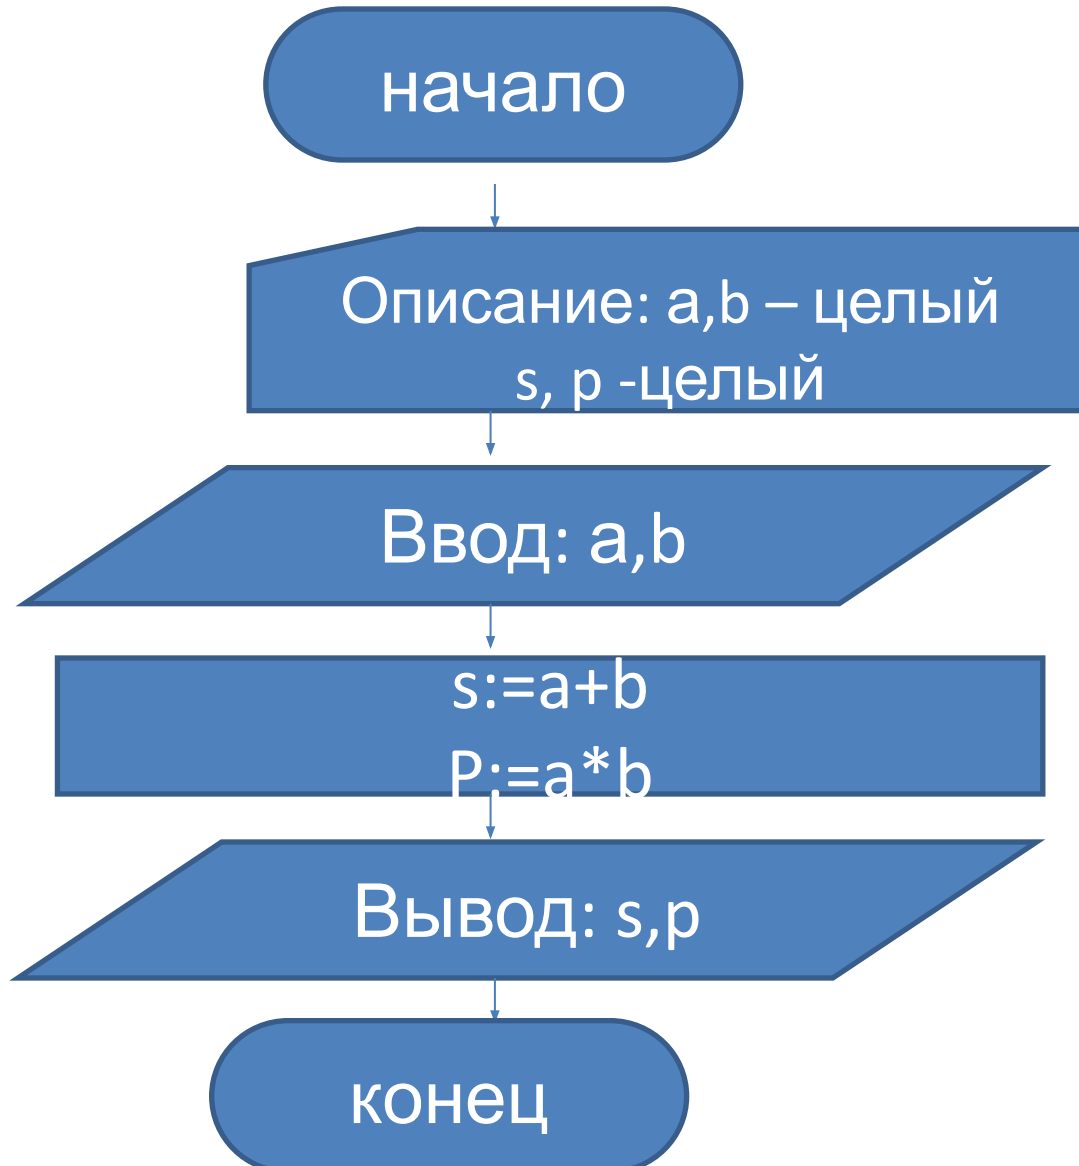 начало
Описание: a,b – целый
s, p -целый
Ввод: a,b
s:=a+b
P:=a*b
Вывод: s,p
конец